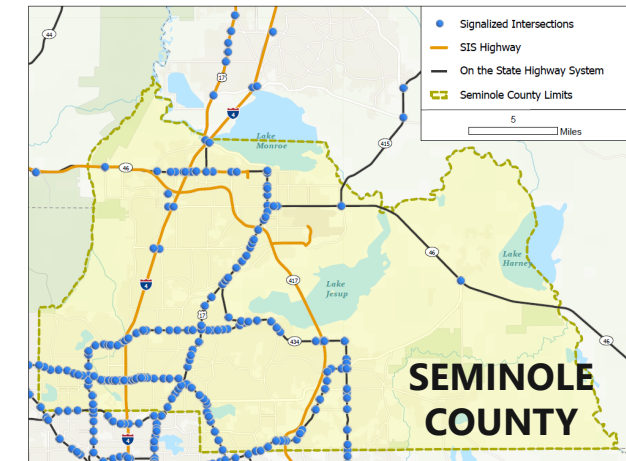 44
Signalized Intersections
SIS Highway
On the State Highway System
Seminole County Limits
5
Miles
17
4
Lake
Monroe
415
46
46
Lake
Harney
417
Lake
Jesup
4
17
434
46
SEMINOLE
COUNTY
4